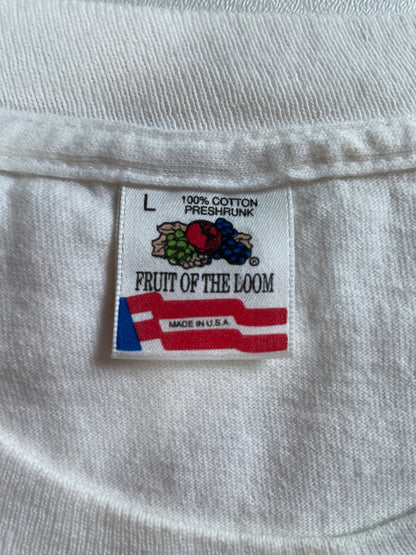 L 100% COTTON
PRESHRUNK
®
FRUIT OF THE LOOM
MADE IN U.S.A.